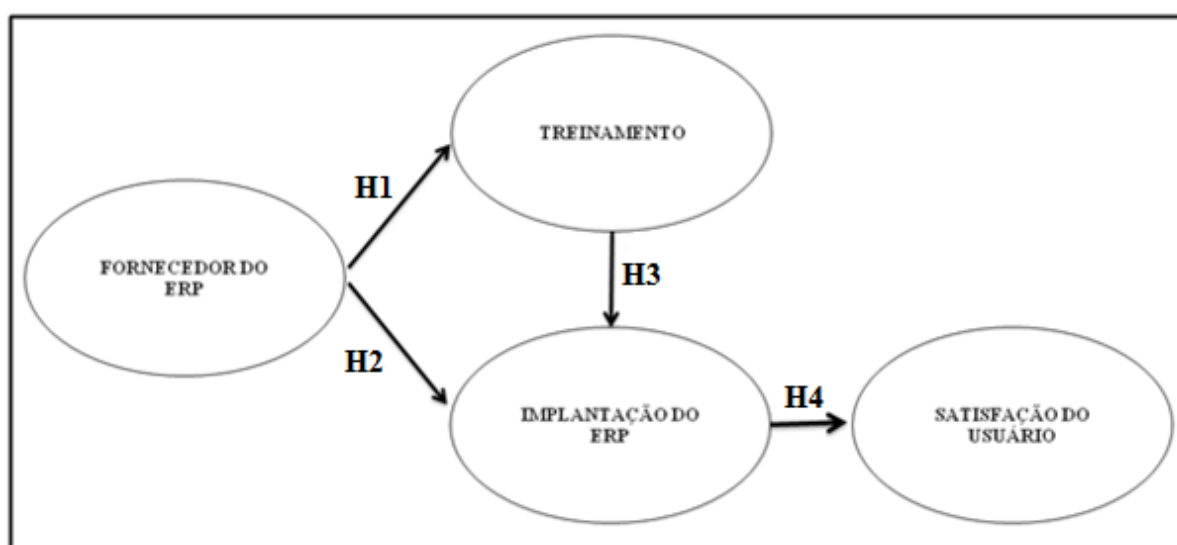 TREINAMENTO
H1
FORNECEDOR DO
ERP
H3
H2
IMPLANTAÇÃO DO
ERP
H4
SATISFAÇÃO DO
USUÁRIO